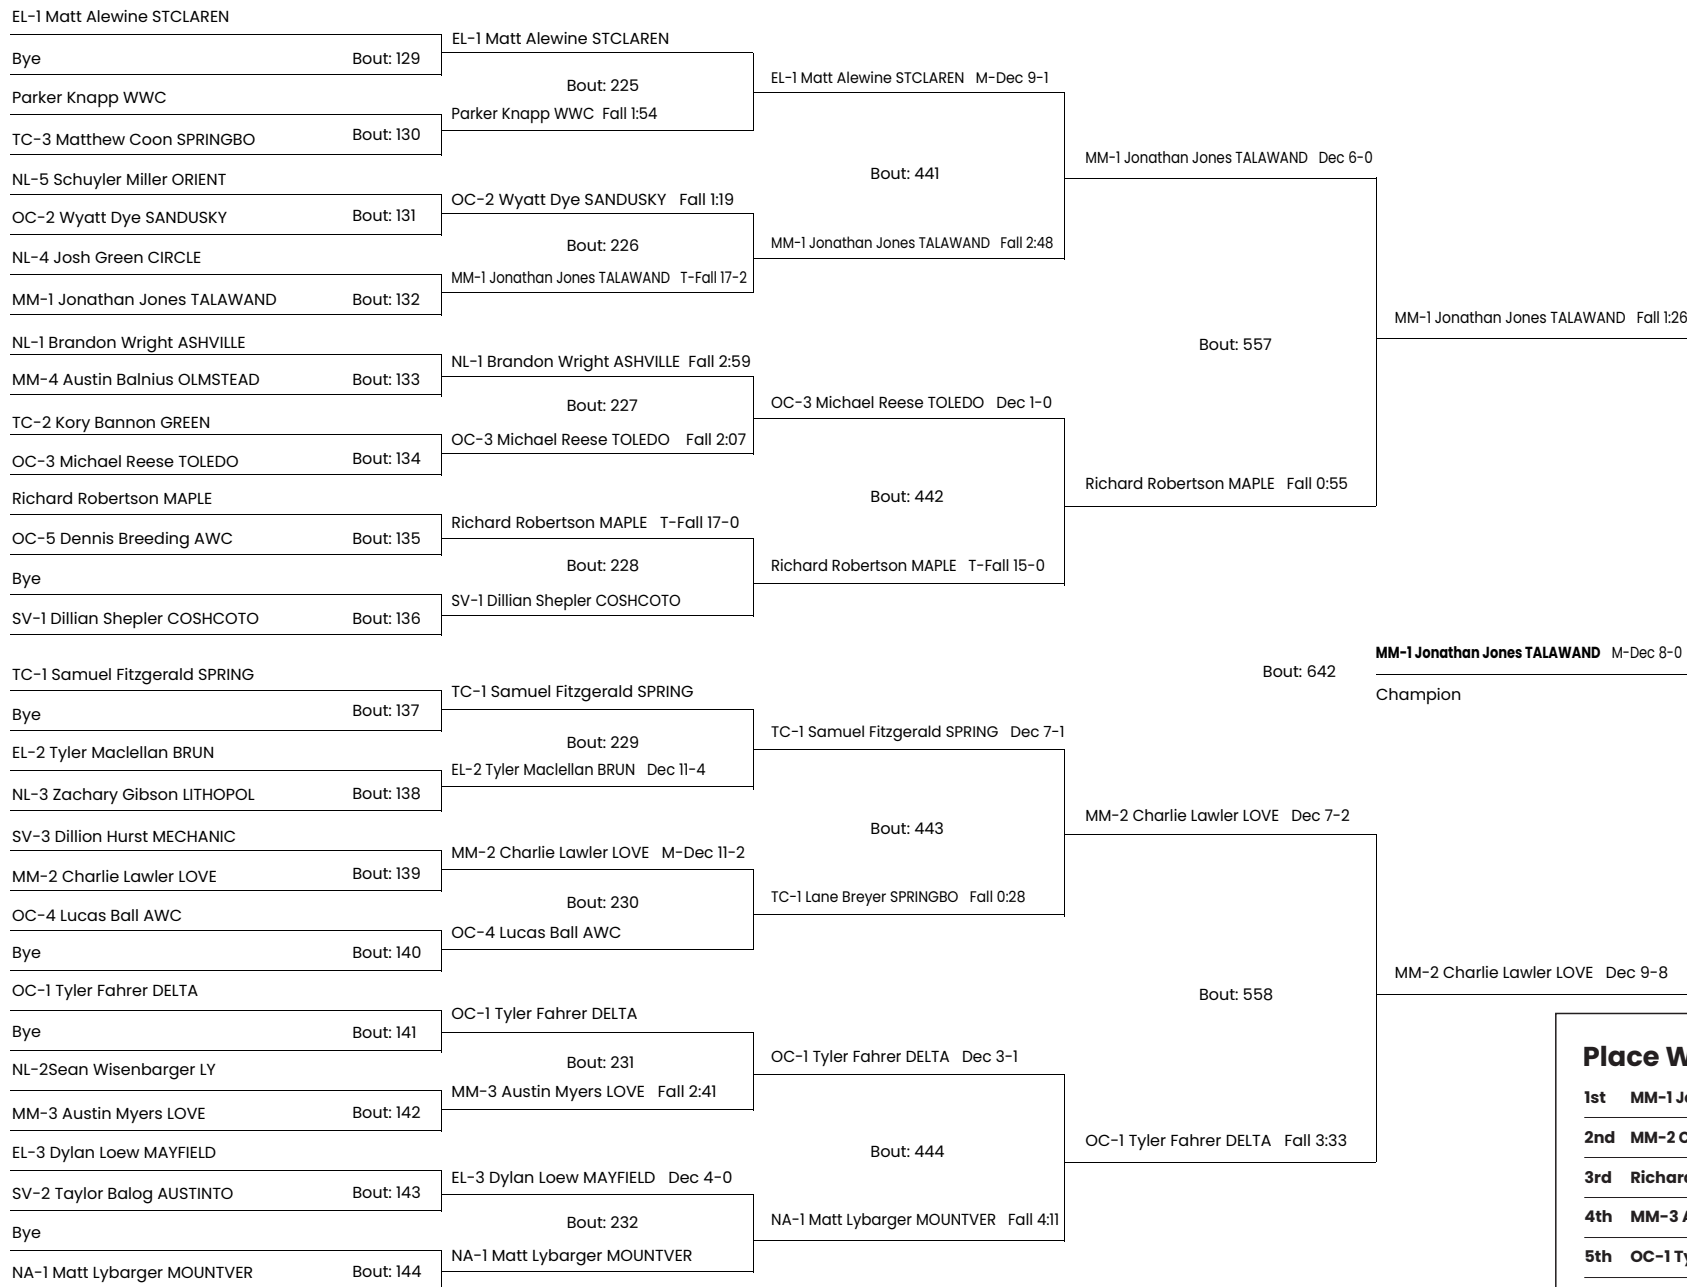 EL-1 Matt Alewine STCLAREN
Bye Bout: 129
Parker Knapp WWC
TC-3 Matthew Coon SPRINGBO Bout: 130
NL-5 Schuyler Miller ORIENT
OC-2 Wyatt Dye SANDUSKY Bout: 131
NL-4 Josh Green CIRCLE
MM-1 Jonathan Jones TALAWAND Bout: 132
NL-1 Brandon Wright ASHVILLE
MM-4 Austin Balnius OLMSTEAD Bout: 133
TC-2 Kory Bannon GREEN
OC-3 Michael Reese TOLEDO Bout: 134
Richard Robertson MAPLE
OC-5 Dennis Breeding AWC Bout: 135
Bye
SV-1 Dillian Shepler COSHCOTO Bout: 136
TC-1 Samuel Fitzgerald SPRING
Bye Bout: 137
EL-2 Tyler Maclellan BRUN
NL-3 Zachary Gibson LITHOPOL Bout: 138
SV-3 Dillion Hurst MECHANIC
MM-2 Charlie Lawler LOVE Bout: 139
OC-4 Lucas Ball AWC
Bye Bout: 140
OC-1 Tyler Fahrer DELTA
Bye Bout: 141
NL-2Sean Wisenbarger LY
MM-3 Austin Myers LOVE Bout: 142
EL-3 Dylan Loew MAYFIELD
SV-2 Taylor Balog AUSTINTO Bout: 143
Bye
NA-1 Matt Lybarger MOUNTVER Bout: 144
EL-1 Matt Alewine STCLAREN
Bout: 225
Parker Knapp WWC Fall 1:54
OC-2 Wyatt Dye SANDUSKY Fall 1:19
Bout: 226
MM-1 Jonathan Jones TALAWAND T-Fall 17-2
NL-1 Brandon Wright ASHVILLE Fall 2:59
Bout: 227
OC-3 Michael Reese TOLEDO Fall 2:07
Richard Robertson MAPLE T-Fall 17-0
Bout: 228
SV-1 Dillian Shepler COSHCOTO
TC-1 Samuel Fitzgerald SPRING
Bout: 229
EL-2 Tyler Maclellan BRUN Dec 11-4
MM-2 Charlie Lawler LOVE M-Dec 11-2
Bout: 230
OC-4 Lucas Ball AWC
OC-1 Tyler Fahrer DELTA
Bout: 231
MM-3 Austin Myers LOVE Fall 2:41
EL-3 Dylan Loew MAYFIELD Dec 4-0
Bout: 232
NA-1 Matt Lybarger MOUNTVER
EL-1 Matt Alewine STCLAREN M-Dec 9-1
Bout: 441
MM-1 Jonathan Jones TALAWAND Fall 2:48
OC-3 Michael Reese TOLEDO Dec 1-0
Bout: 442
Richard Robertson MAPLE T-Fall 15-0
TC-1 Samuel Fitzgerald SPRING Dec 7-1
Bout: 443
TC-1 Lane Breyer SPRINGBO Fall 0:28
OC-1 Tyler Fahrer DELTA Dec 3-1
Bout: 444
NA-1 Matt Lybarger MOUNTVER Fall 4:11
MM-1 Jonathan Jones TALAWAND Dec 6-0
Bout: 557
Richard Robertson MAPLE Fall 0:55
MM-2 Charlie Lawler LOVE Dec 7-2
Bout: 558
OC-1 Tyler Fahrer DELTA Fall 3:33
MM-1 Jonathan Jones TALAWAND Fall 1:26
Bout: 642
MM-1 Jonathan Jones TALAWAND M-Dec 8-0
Champion
MM-2 Charlie Lawler LOVE Dec 9-8
Place
1st MM-1
2nd MM-2
3rd
4th MM-3
5th OC-1